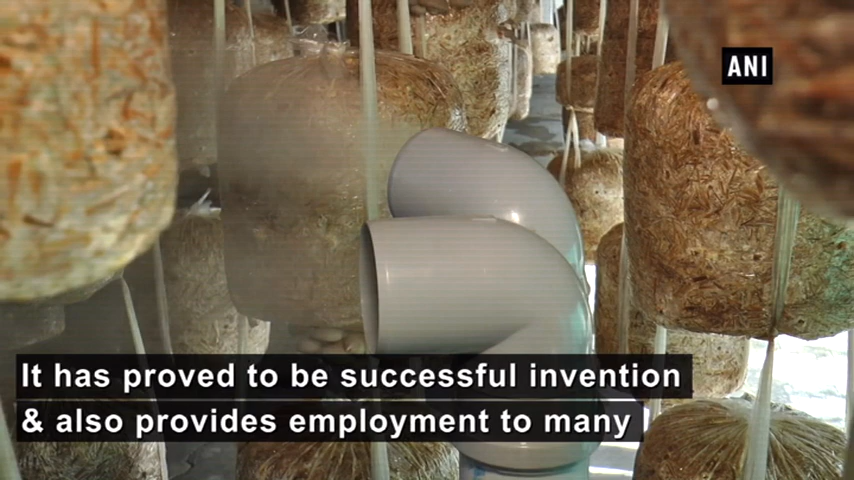 ANI
It has proved to be successful invention
& also provides employment to many